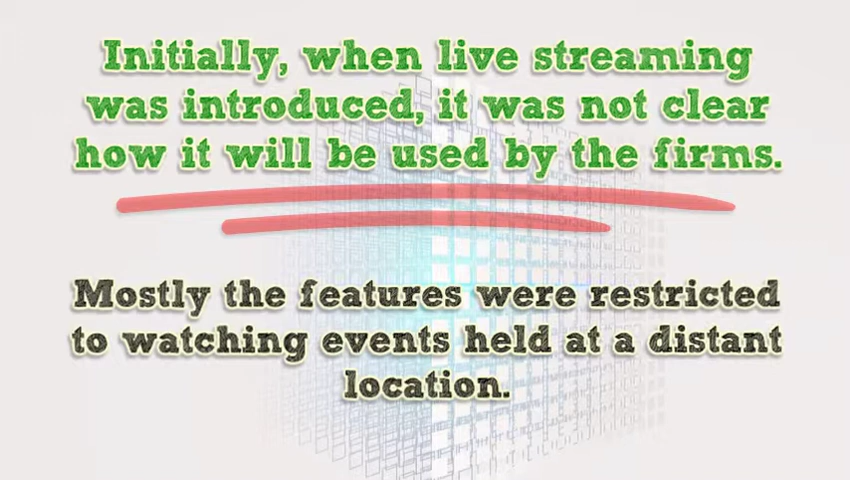 Initially, when live streaming
was introduced, it was not clear
how it will be used by the firms.
Mostly the features were restricted
to watching events held at a distant
location.